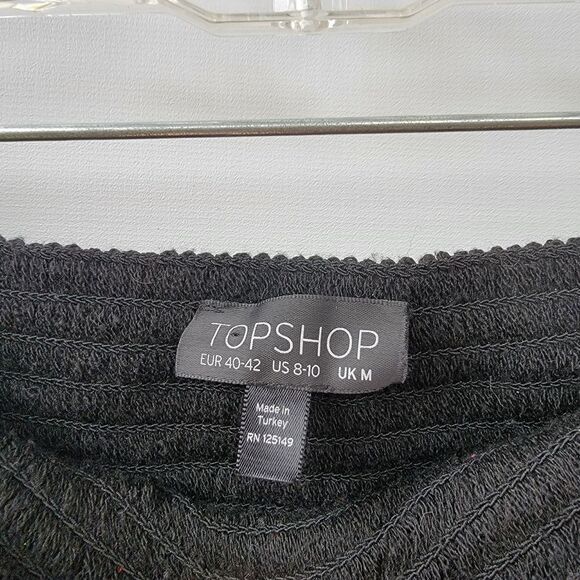 TOPSHOP
EUR 40-42 US 8-10 UK M
Made in
Turkey
RN 125149